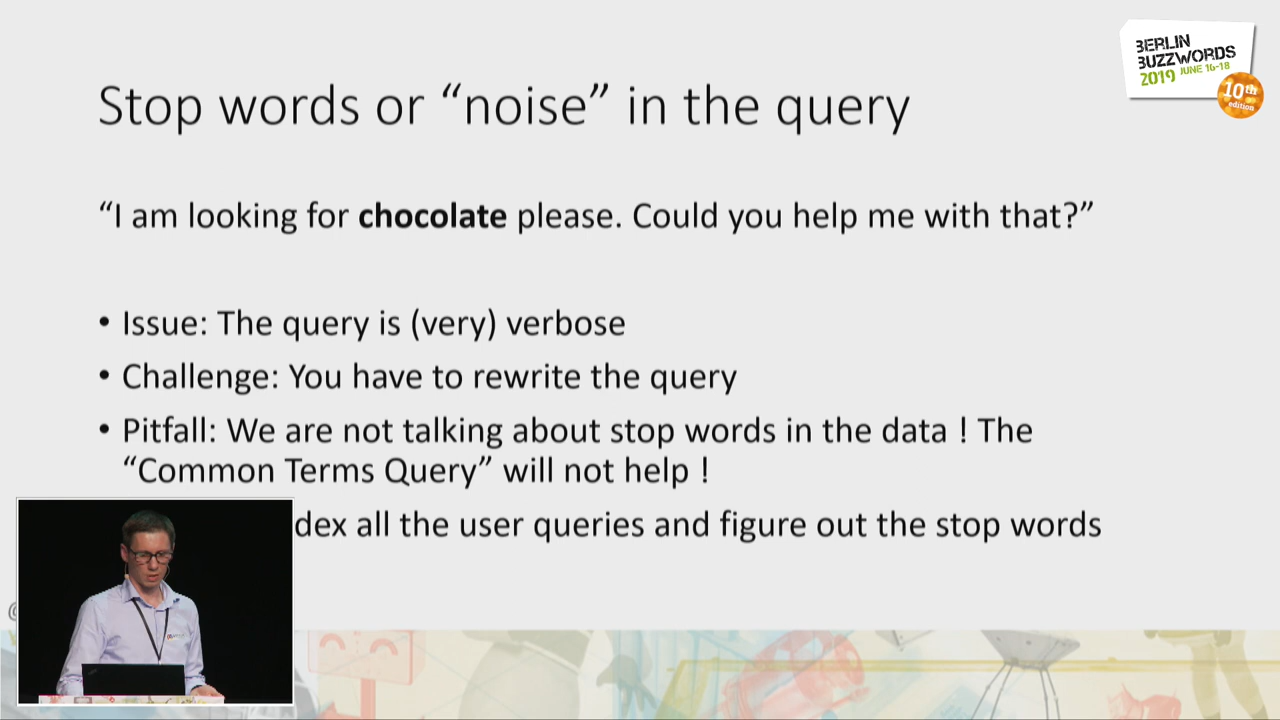 BERLIN
BUZZWORDS
2019 JUNE 16-18
10th
edition
Stop words or “noise” in the query
“I am looking for chocolate please. Could you help me with that?”
• Issue: The query is (very) verbose
• Challenge: You have to rewrite the query
• Pitfall: We are not talking about stop words in the data ! The
“Common Terms Query” will not help !
all the user queries and figure out the stop words